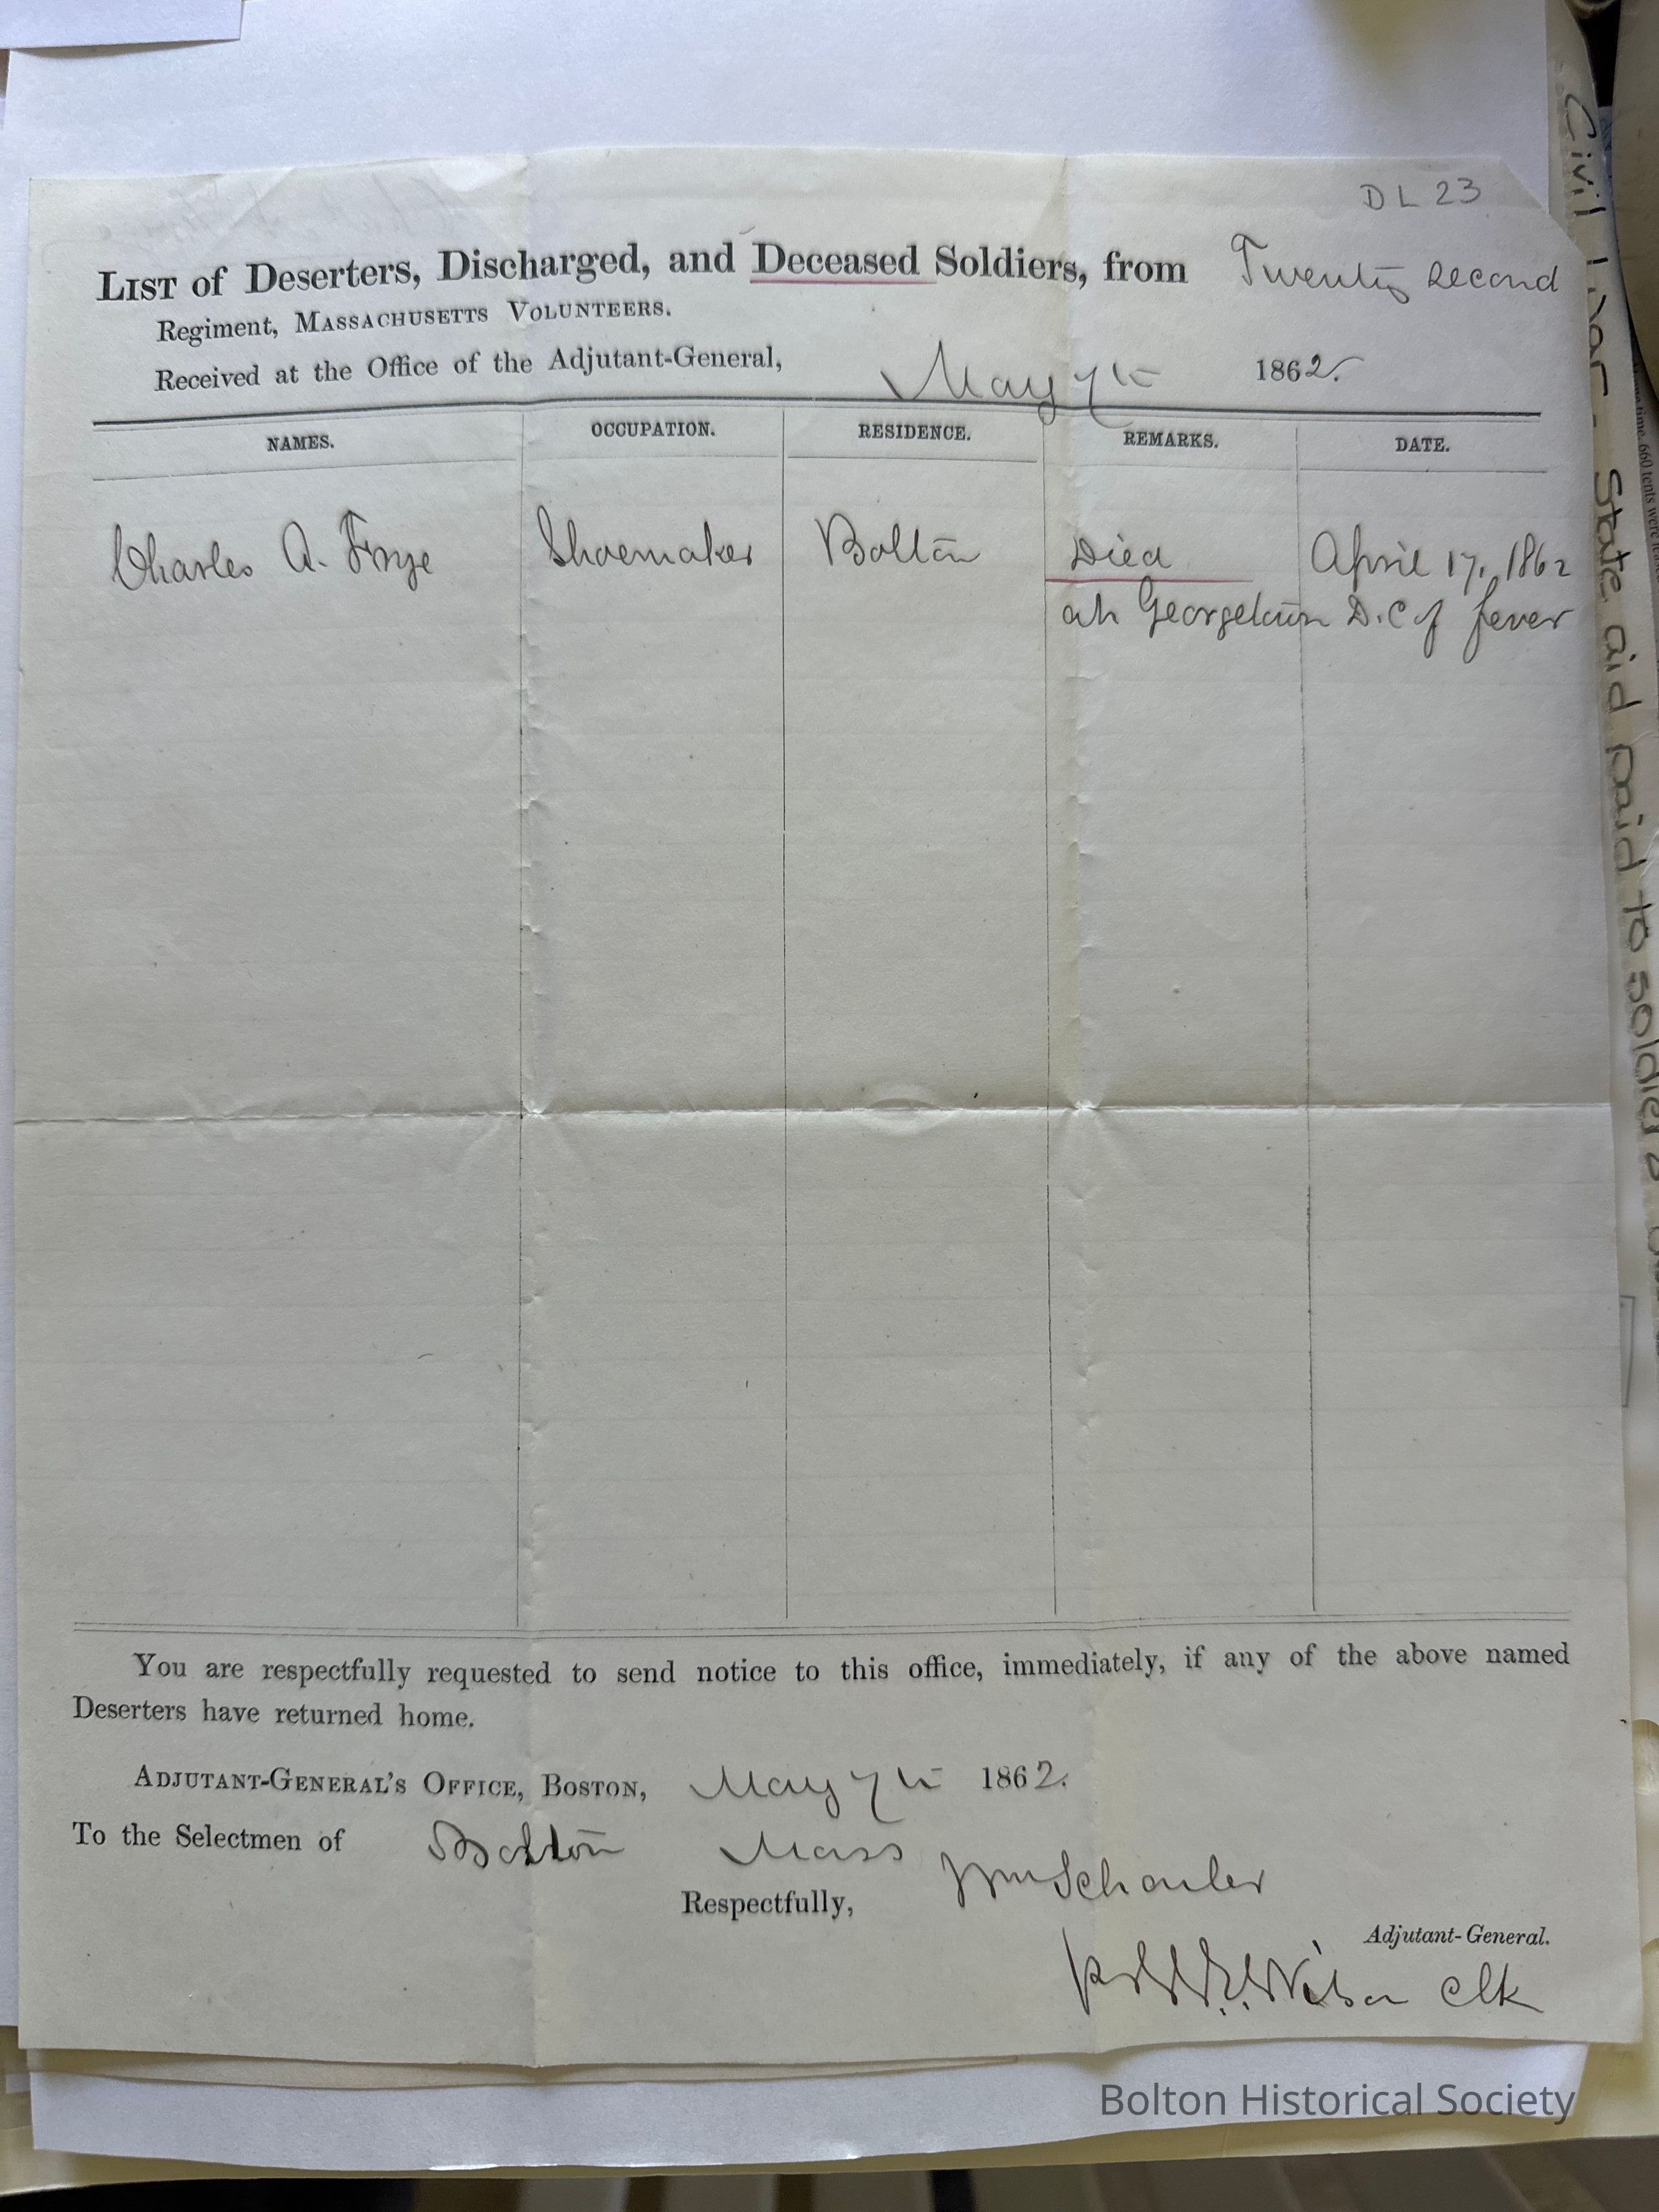 DL 23
LIST of Deserters, Discharged, and Deceased Soldiers, from Twenty Second
Regiment, MASSACHUSETTS VOLUNTEERS.
Received at the Office of the Adjutant-General, May 7th 1862.
NAMES. OCCUPATION. RESIDENCE. REMARKS. DATE.
Charles A. Frye Shoemaker Bolton Died April 17, 1862
at Georgetown D.C of fever
You are respectfully requested to send notice to this office, immediately, if any of the above named
Deserters have returned home.
ADJUTANT-GENERAL'S OFFICE, BOSTON, May 7th 1862.
To the Selectmen of Bolton Mass
Respectfully, Wm Schouler
Adjutant-General.
Wilson Clk
Civil War - State aid paid to soldiers
Bolton Historical Society